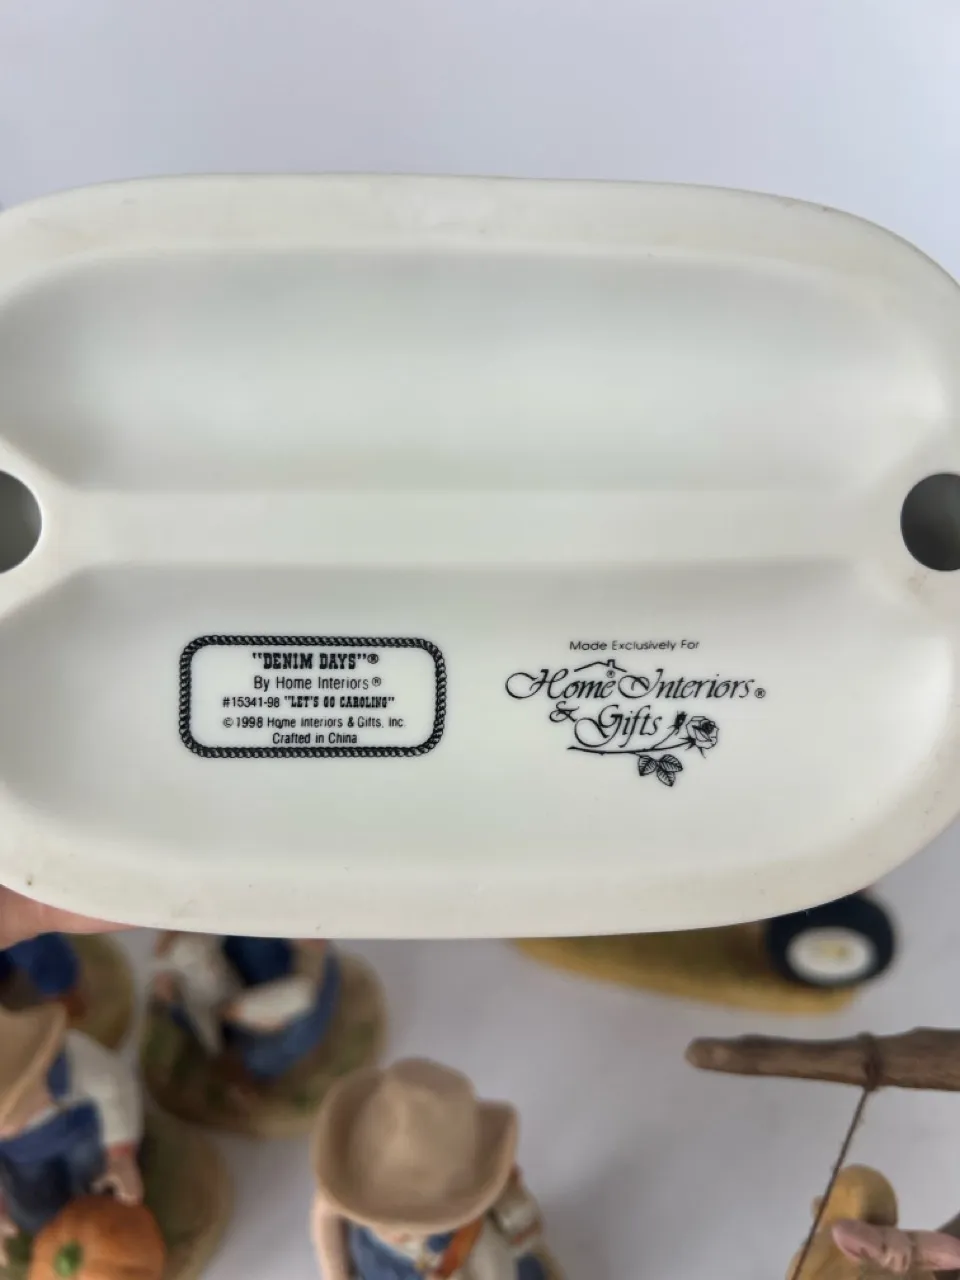 "DENIM DAYS"®
By Home Interiors®
#15341-98 "LET'S GO CAROLING"
©1998 Home Interiors & Gifts, Inc.
Crafted in China
Made Exclusively For
Home Interiors®
& Gifts